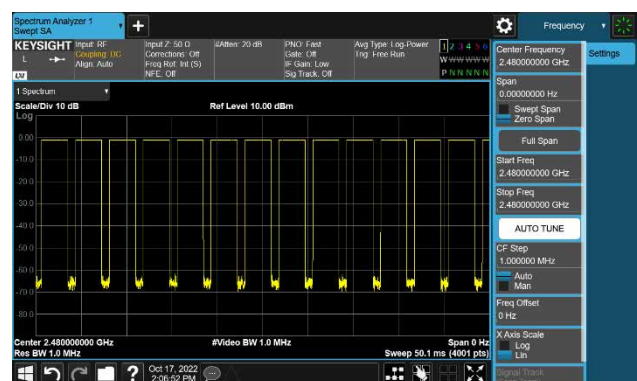 Spectrum Analyzer 1
Swept SA
+
Frequency
KEYSIGHT
Input: RF
Coupling: DC
Align: Auto
Input Z: 50 Ω
Corrections: Off
Freq Ref: Int (S)
NFE: Off
#Atten: 20 dB
PNO: Fast
Gate: Off
IF Gain: Low
Sig Track: Off
Avg Type: Log-Power
Trig: Free Run
1 2 3 4 5 6
W W W W W W
P N N N N N
L
Center Frequency
2.480000000 GHz
Settings
Span
0.00000000 Hz
Swept Span
Zero Span
Full Span
Start Freq
2.480000000 GHz
Stop Freq
2.480000000 GHz
AUTO TUNE
CF Step
1.000000 MHz
Auto
Man
Freq Offset
0 Hz
X Axis Scale
Log
Lin
Signal Track
1 Spectrum
Scale/Div 10 dB
Ref Level 10.00 dBm
Log
0.00
-10.0
-20.0
-30.0
-40.0
-50.0
-60.0
-70.0
-80.0
Center 2.480000000 GHz
#Video BW 1.0 MHz
Span 0 Hz
Res BW 1.0 MHz
Sweep 50.1 ms (4001 pts)
?
Oct 17, 2022
2:06:52 PM